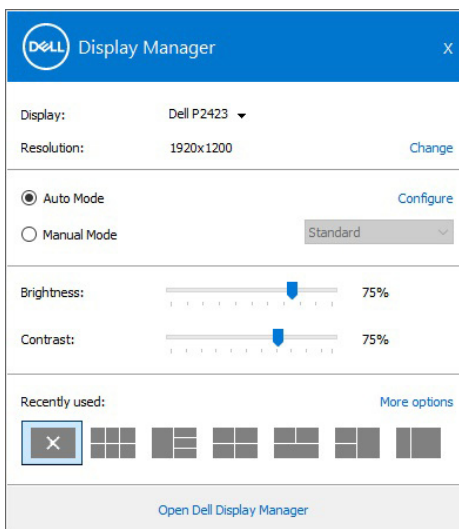 DELL Display Manager X
Display: Dell P2423
Resolution: 1920x1200 Change
Auto Mode Configure
Manual Mode Standard
Brightness: 75%
Contrast: 75%
Recently used: More options
Open Dell Display Manager